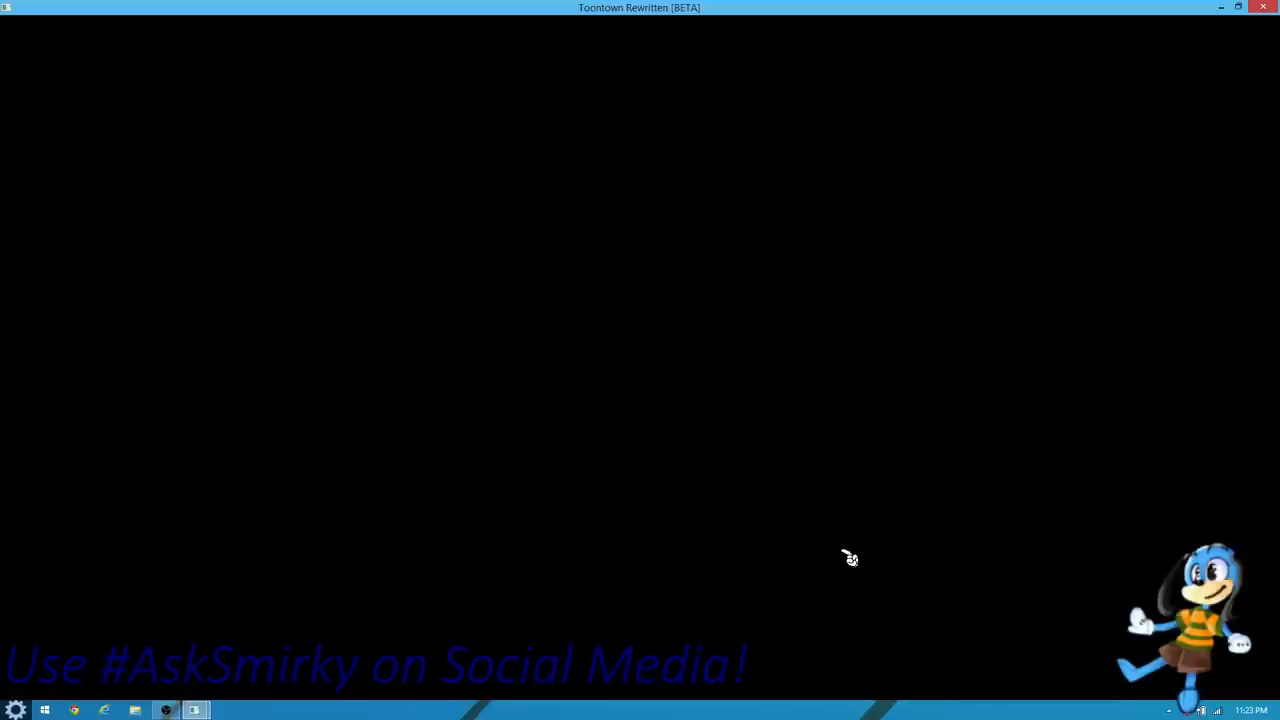 Toontown Rewritten [BETA]
Use #AskSmirky on Social Media!
11:23 PM